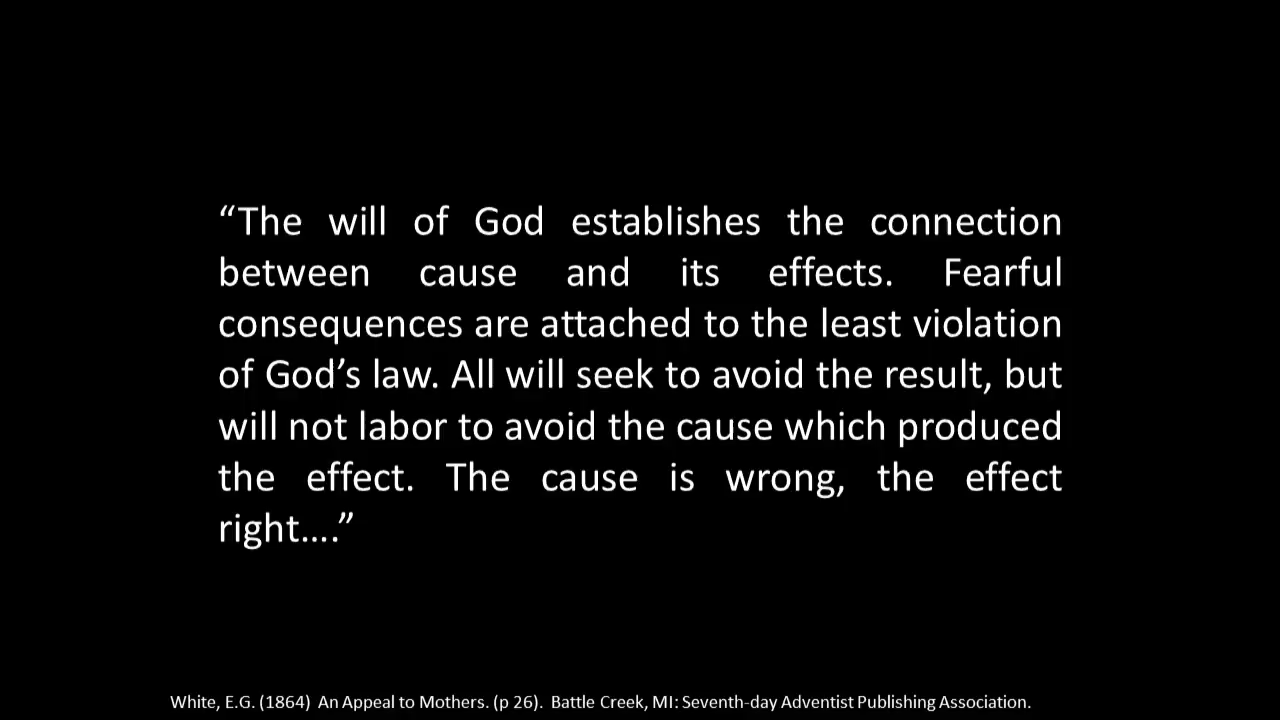 “The will of God establishes the connection
between cause and its effects. Fearful
consequences are attached to the least violation
of God’s law. All will seek to avoid the result, but
will not labor to avoid the cause which produced
the effect. The cause is wrong, the effect
right….”
White, E.G. (1864)  An Appeal to Mothers. (p 26).  Battle Creek, MI: Seventh-day Adventist Publishing Association.